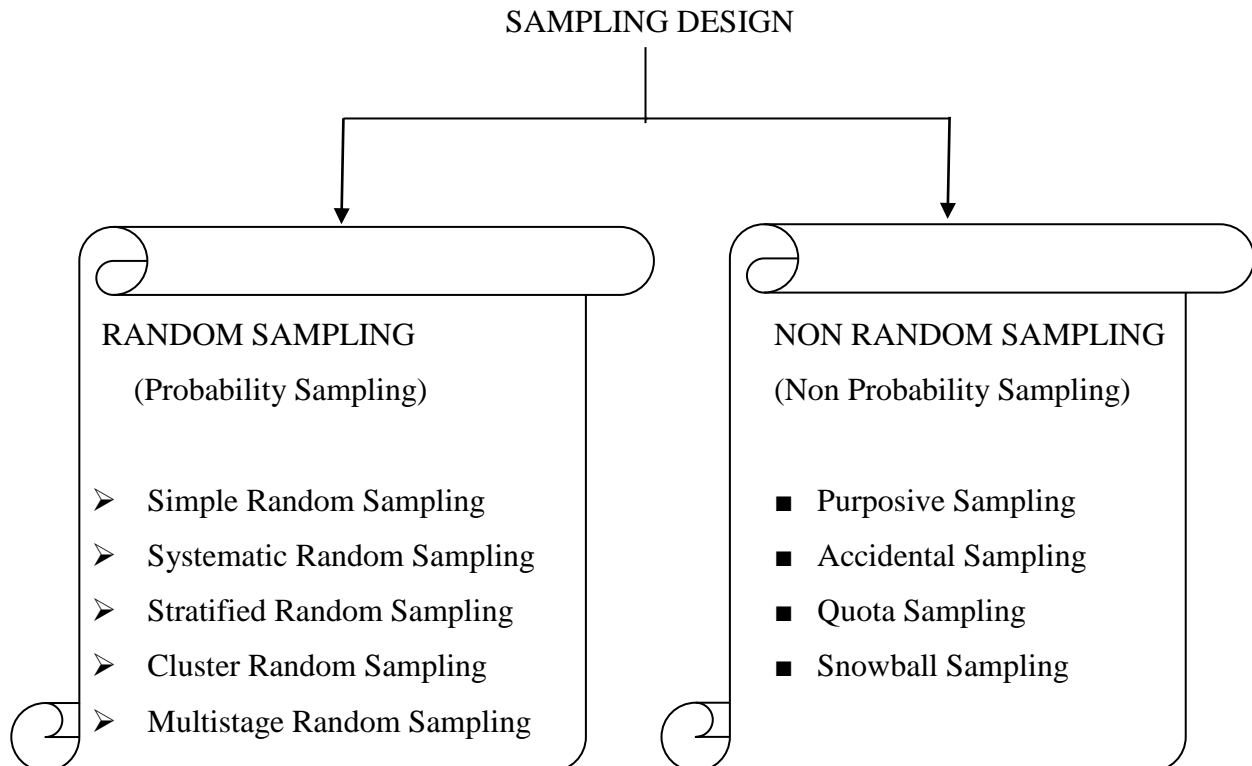 SAMPLING DESIGN
RANDOM SAMPLING
(Probability Sampling)
➢ Simple Random Sampling
➢ Systematic Random Sampling
➢ Stratified Random Sampling
➢ Cluster Random Sampling
➢ Multistage Random Sampling
NON RANDOM SAMPLING
(Non Probability Sampling)
■ Purposive Sampling
■ Accidental Sampling
■ Quota Sampling
■ Snowball Sampling